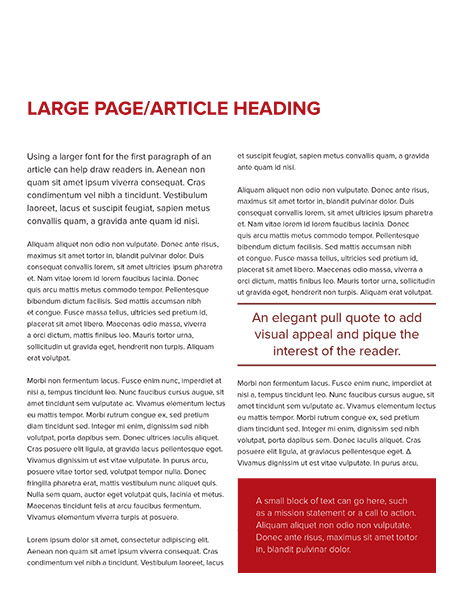 LARGE PAGE/ARTICLE HEADING
Using a larger font for the first paragraph of an
article can help draw readers in. Aenean non
quam sit amet ipsum viverra consequat. Cras
condimentum vel nibh a tincidunt. Vestibulum
laoreet, lacus et suscipit feugiat, sapien metus
convallis quam, a gravida ante quam id nisi.
Aliquam aliquet non odio non vulputate. Donec ante risus,
maximus sit amet tortor in, blandit pulvinar dolor. Duis
consequat convallis lorem, sit amet ultricies ipsum pharetra
et. Nam vitae lorem id lorem faucibus lacinia. Donec
quis arcu mattis metus commodo tempor. Pellentesque
bibendum dictum facilisis. Sed mattis accumsan nibh
et congue. Fusce massa tellus, ultricies sed pretium id,
placerat sit amet libero. Maecenas odio massa, viverra
a orci dictum, mattis finibus leo. Mauris tortor urna,
sollicitudin ut gravida eget, hendrerit non turpis. Aliquam
erat volutpat.
Morbi non fermentum lacus. Fusce enim nunc, imperdiet at
nisi a, tempus tincidunt leo. Nunc faucibus cursus augue, sit
amet tincidunt sem vulputate ac. Vivamus elementum lectus
eu mattis tempor. Morbi rutrum congue ex, sed pretium
diam tincidunt sed. Integer mi enim, dignissim sed nibh
volutpat, porta dapibus sem. Donec ultrices iaculis aliquet.
Cras posuere elit ligula, at gravida lacus pellentesque eget.
Vivamus dignissim ut est vitae vulputate. In purus arcu,
posuere vitae tortor sed, volutpat tempor nulla. Donec
fringilla pharetra erat, mattis vestibulum nunc aliquet quis.
Nulla sem quam, auctor eget volutpat quis, lacinia et metus.
Maecenas tincidunt felis at arcu faucibus fermentum.
Vivamus elementum viverra turpis at posuere.
Lorem ipsum dolor sit amet, consectetur adipiscing elit.
Aenean non quam sit amet ipsum viverra consequat. Cras
condimentum vel nibh a tincidunt. Vestibulum laoreet, lacus
et suscipit feugiat, sapien metus convallis quam, a gravida
ante quam id nisi.
Aliquam aliquet non odio non vulputate. Donec ante risus,
maximus sit amet tortor in, blandit pulvinar dolor. Duis
consequat convallis lorem, sit amet ultricies ipsum pharetra
et. Nam vitae lorem id lorem faucibus lacinia. Donec
quis arcu mattis metus commodo tempor. Pellentesque
bibendum dictum facilisis. Sed mattis accumsan nibh
et congue. Fusce massa tellus, ultricies sed pretium id,
placerat sit amet libero. Maecenas odio massa, viverra a
a orci dictum, mattis finibus leo. Mauris tortor, sollicitudin
ut gravida eget, hendrerit non turpis. Aliquam erat volutpat
An elegant pull quote to add
visual appeal and pique the
interest of the reader.
Morbi non fermentum lacus. Fusce enim nunc, imperdiet at
nisi a, tempus tincidunt leo. Nunc faucibus cursus augue, sit
amet tincidunt sem vulputate ac. Vivamus elementum lectus
eu mattis tempor. Morbi rutrum congue ex, sed pretium
diam tincidunt sed. Integer mi enim, dignissim sed nibh
volutpat, porta dapibus sem. Donec iaculis aliquet. Cras
posuere elit ligula, at graviacus pellentesque eget. Δ
Vivamus dignissim ut est vitae vulputate. In purus arcu,
A small block of text can go here, such
as a mission statement or a call to action.
Aliquam aliquet non odio non vulputate.
Donec ante risus, maximus sit amet tortor
in, blandit pulvinar dolor.